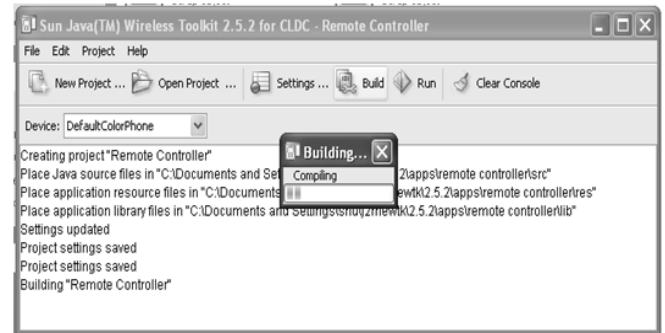 Sun Java(TM) Wireless Toolkit 2.5.2 for CLDC - Remote Controller
File Edit Project Help
New Project ... Open Project ... Settings ... Build Run Clear Console
Device: DefaultColorPhone
Building...
Compiling
Creating project "Remote Controller"
Place Java source files in "C:\Documents and Set 2\apps\remote controller\src"
Place application resource files in "C:\Documents \2.5.2\apps\remote controller\res"
Place application library files in "C:\Documents and Settings\ \2.5.2\apps\remote controller\lib"
Settings updated
Project settings saved
Project settings saved
Building "Remote Controller"